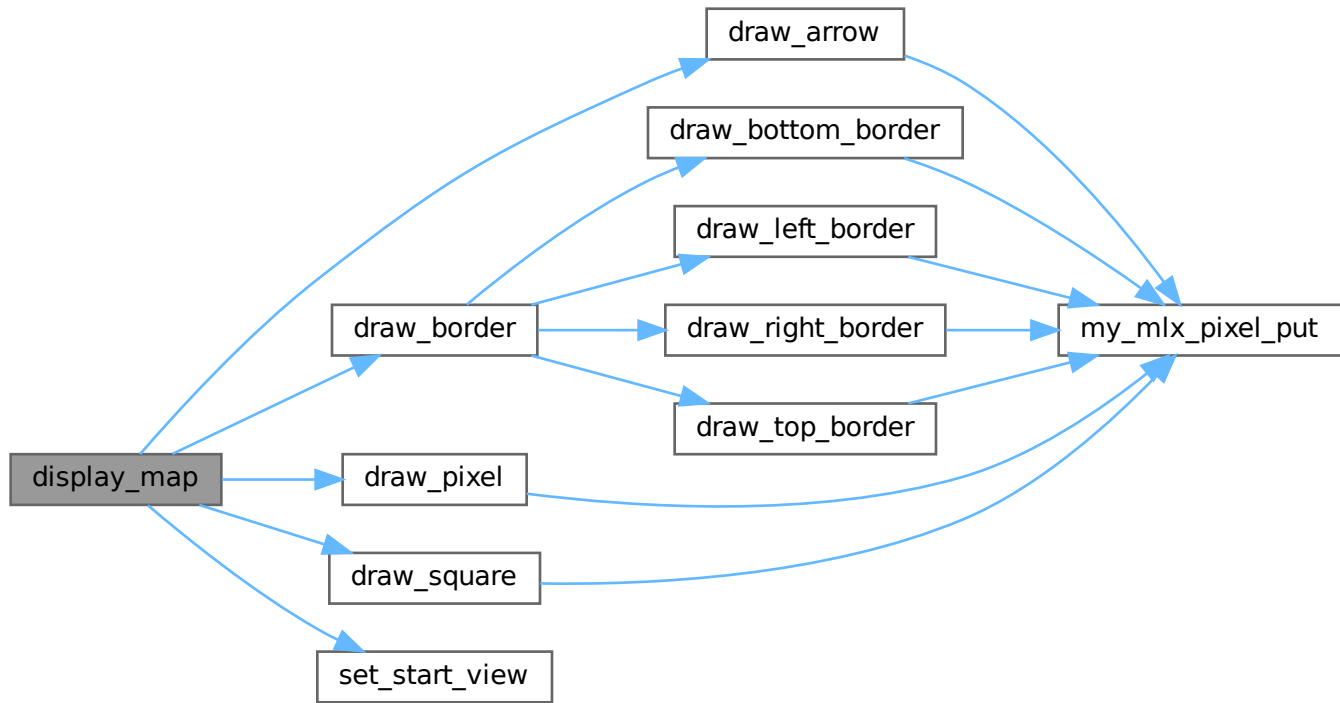 draw_arrow
draw_bottom_border
draw_left_border
draw_border
draw_right_border
my_mlx_pixel_put
draw_top_border
display_map
draw_pixel
draw_square
set_start_view